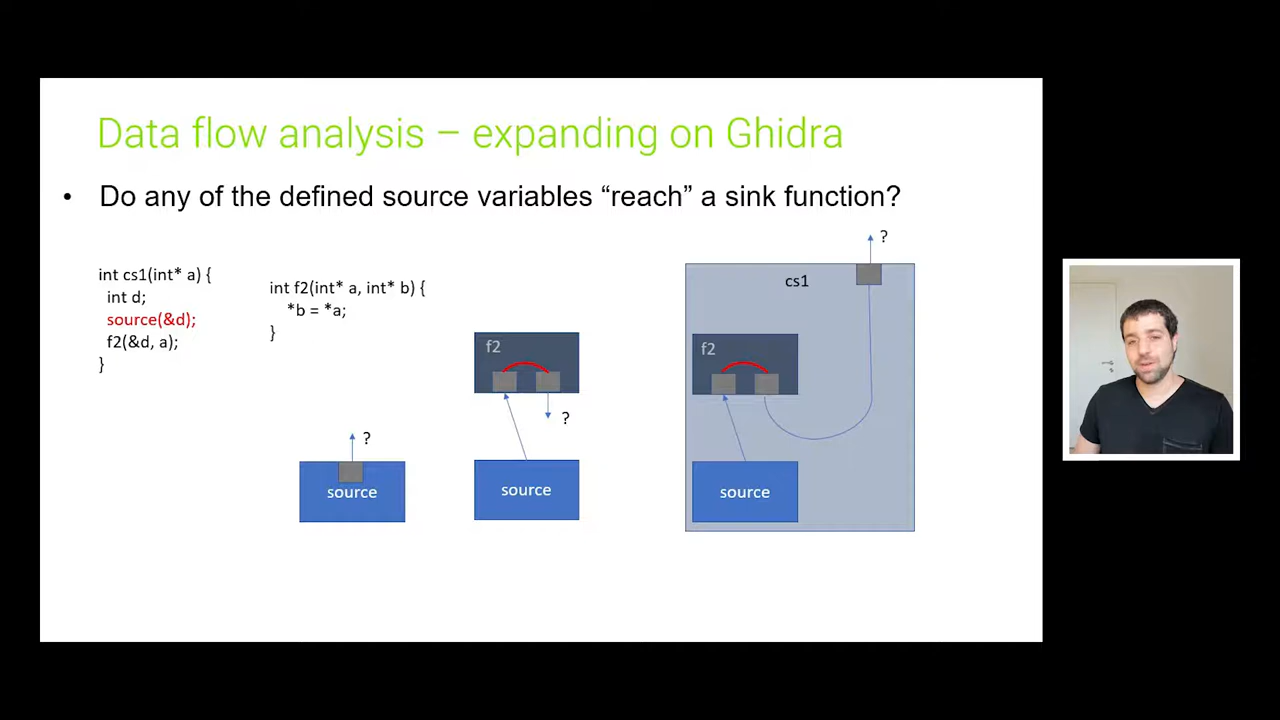 Data flow analysis – expanding on Ghidra
• Do any of the defined source variables “reach” a sink function?
int cs1(int* a) {
int d;
source(&d);
f2(&d, a);
}
int f2(int* a, int* b) {
*b = *a;
}
?
source
f2
?
source
?
cs1
f2
source